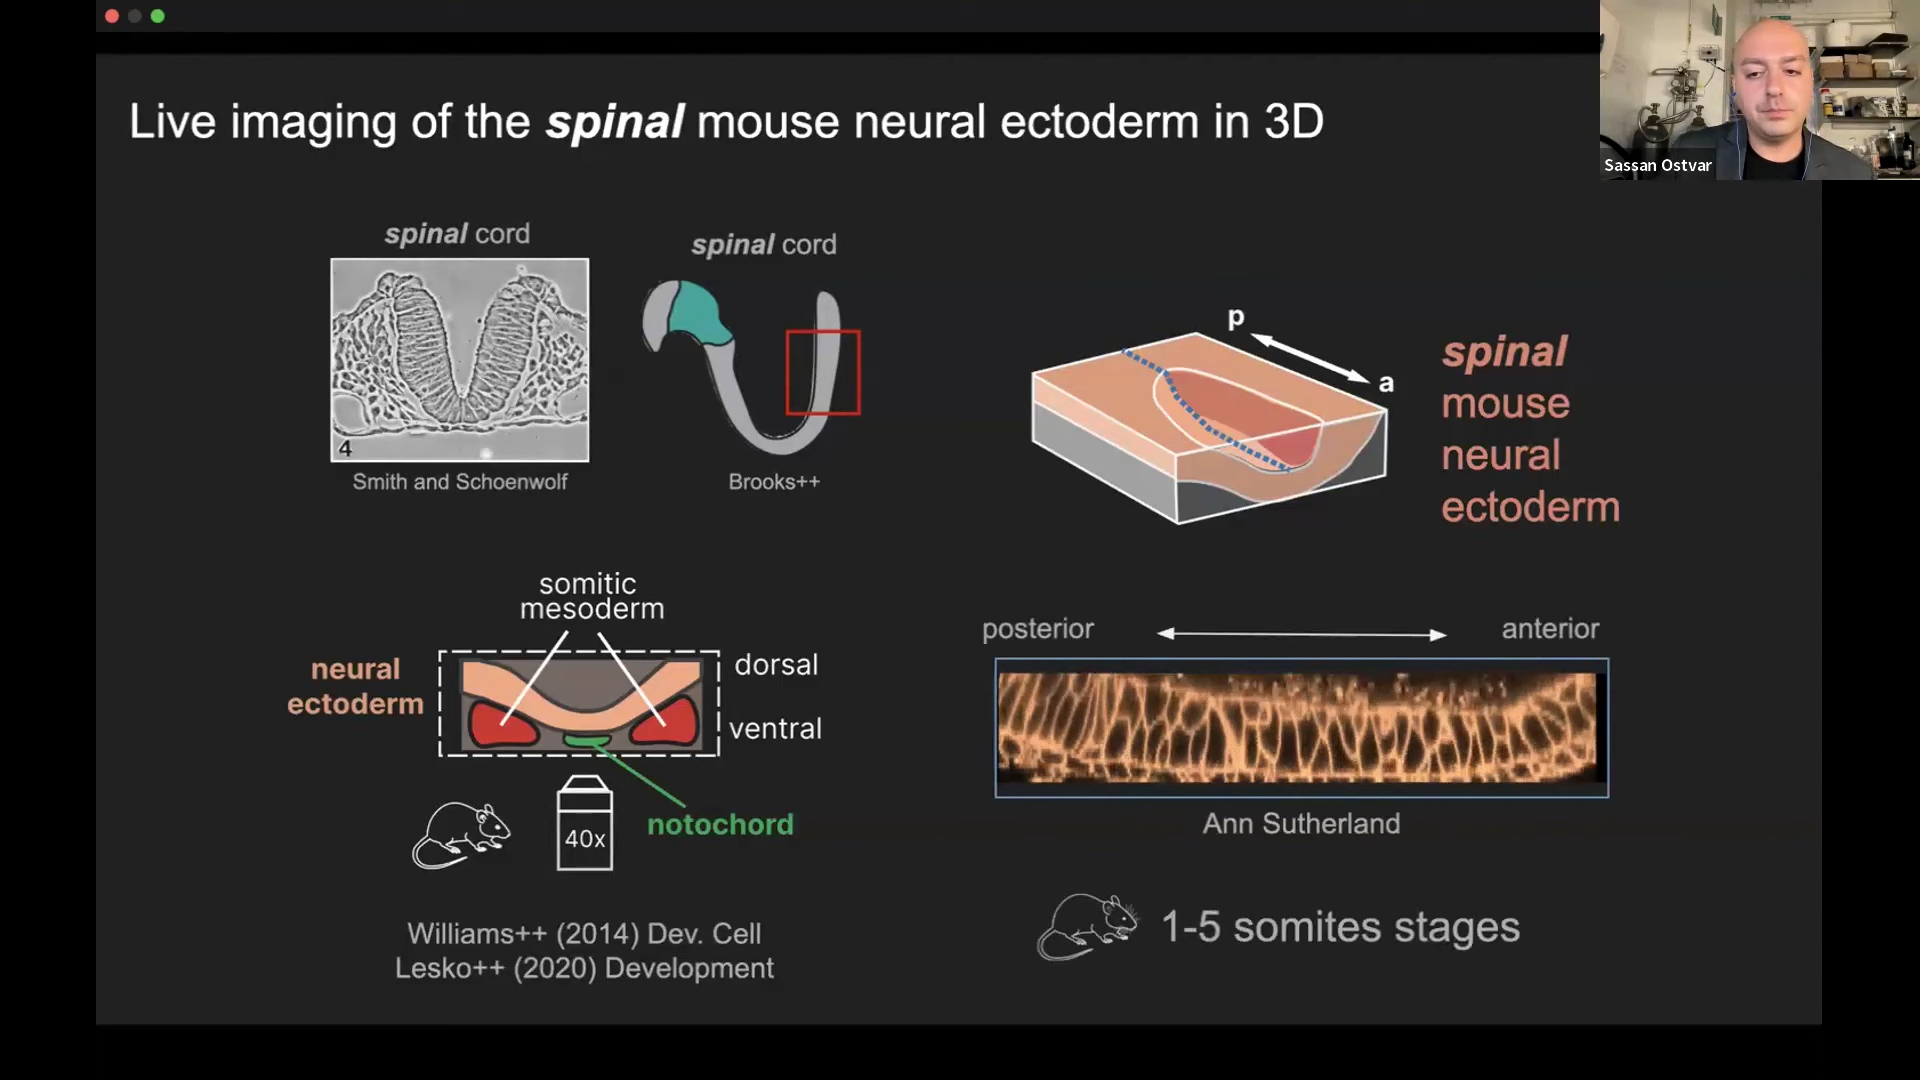 Live imaging of the spinal mouse neural ectoderm in 3D
Sassan Ostvar
spinal cord
4
Smith and Schoenwolf
spinal cord
Brooks++
p
a
spinal
mouse
neural
ectoderm
somitic
mesoderm
neural
ectoderm
dorsal
ventral
notochord
40x
Williams++ (2014) Dev. Cell
Lesko++ (2020) Development
posterior
anterior
Ann Sutherland
1-5 somites stages